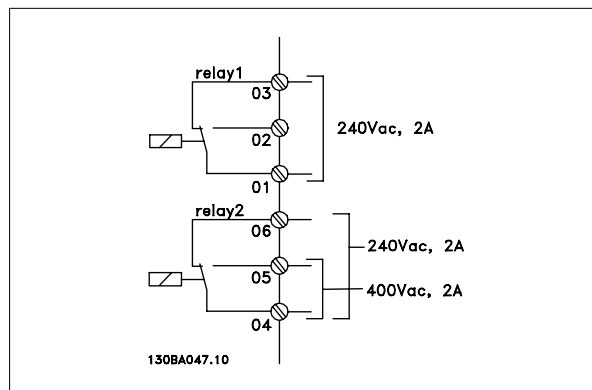 relay1
03
02
240Vac, 2A
01
relay2
06
240Vac, 2A
05
400Vac, 2A
04
130BA047.10